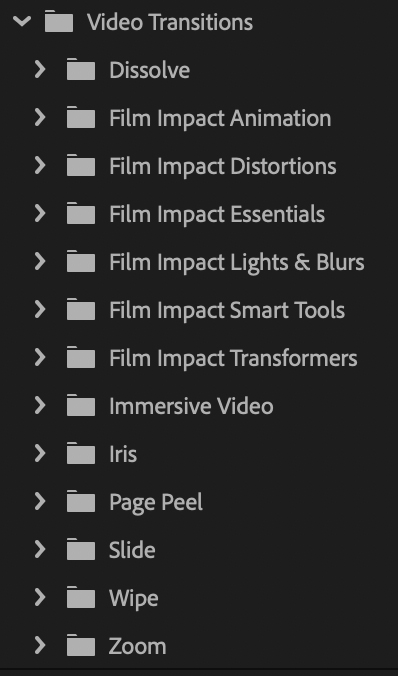 Video Transitions
Dissolve
Film Impact Animation
Film Impact Distortions
Film Impact Essentials
Film Impact Lights & Blurs
Film Impact Smart Tools
Film Impact Transformers
Immersive Video
Iris
Page Peel
Slide
Wipe
Zoom